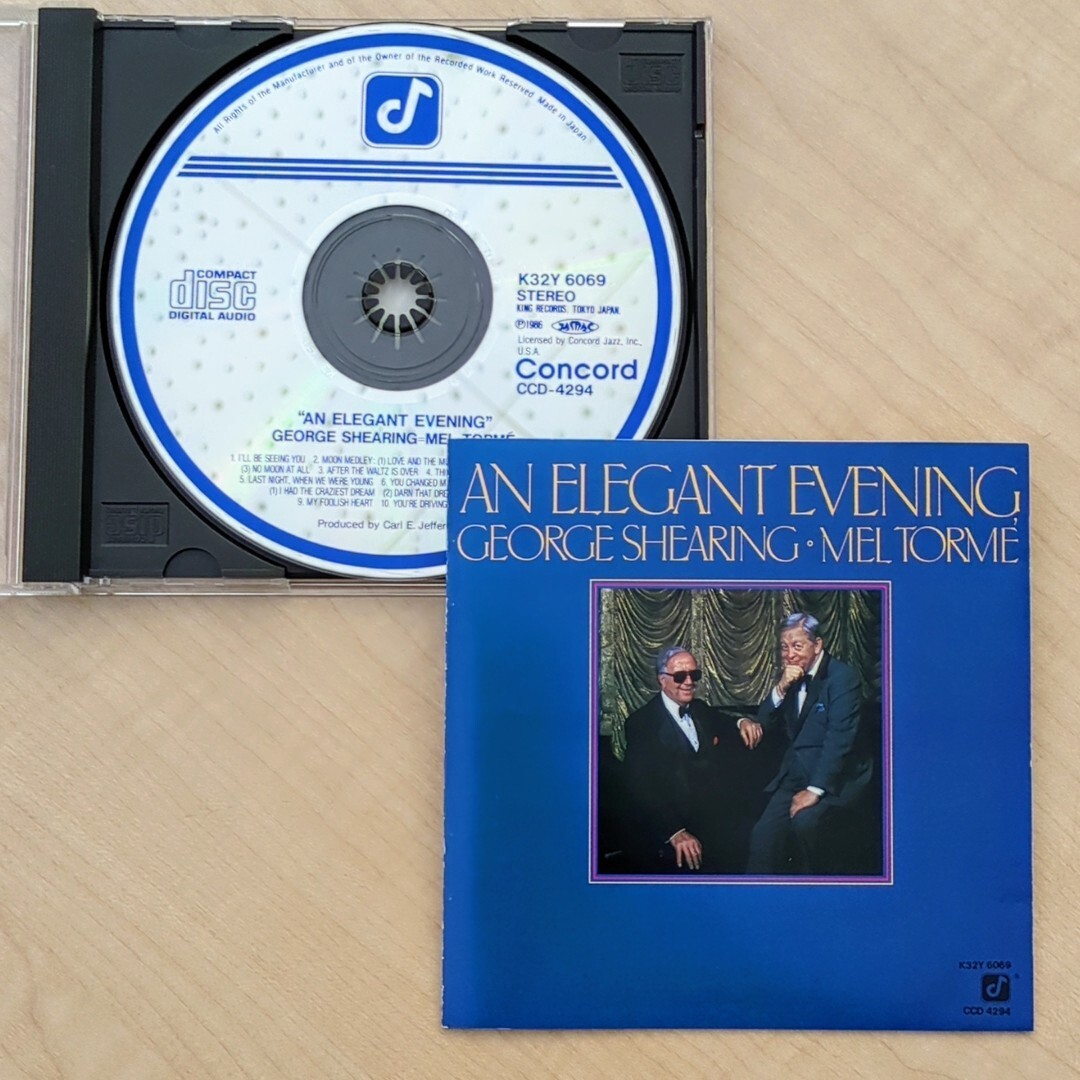 All Rights of the Manufacturer and of the Owner of the Recorded Work Reserved. Made in Japan
COMPACT
disc
DIGITAL AUDIO
K32Y 6069
STEREO
KING RECORDS. TOKYO JAPAN
Ⓟ1986
Licensed by Concord Jazz, Inc.,
U.S.A.
Concord
CCD-4294
"AN ELEGANT EVENING"
GEORGE SHEARING=MEL TORMÉ
1. I'LL BE SEEING YOU 2. MOON MEDLEY: (1) LOVE AND THE
(3) NO MOON AT ALL 3. AFTER THE WALTZ IS OVER 4.
5. LAST NIGHT, WHEN WE WERE YOUNG 6. YOU CHANGED
(1) I HAD THE CRAZIEST DREAM (2) DARN THAT
9. MY FOOLISH HEART 10. YOU'RE DRIVING
Produced by Carl E.
AN ELEGANT EVENING,
GEORGE SHEARING • MEL TORMÉ
K32Y 6069
CCD 4294